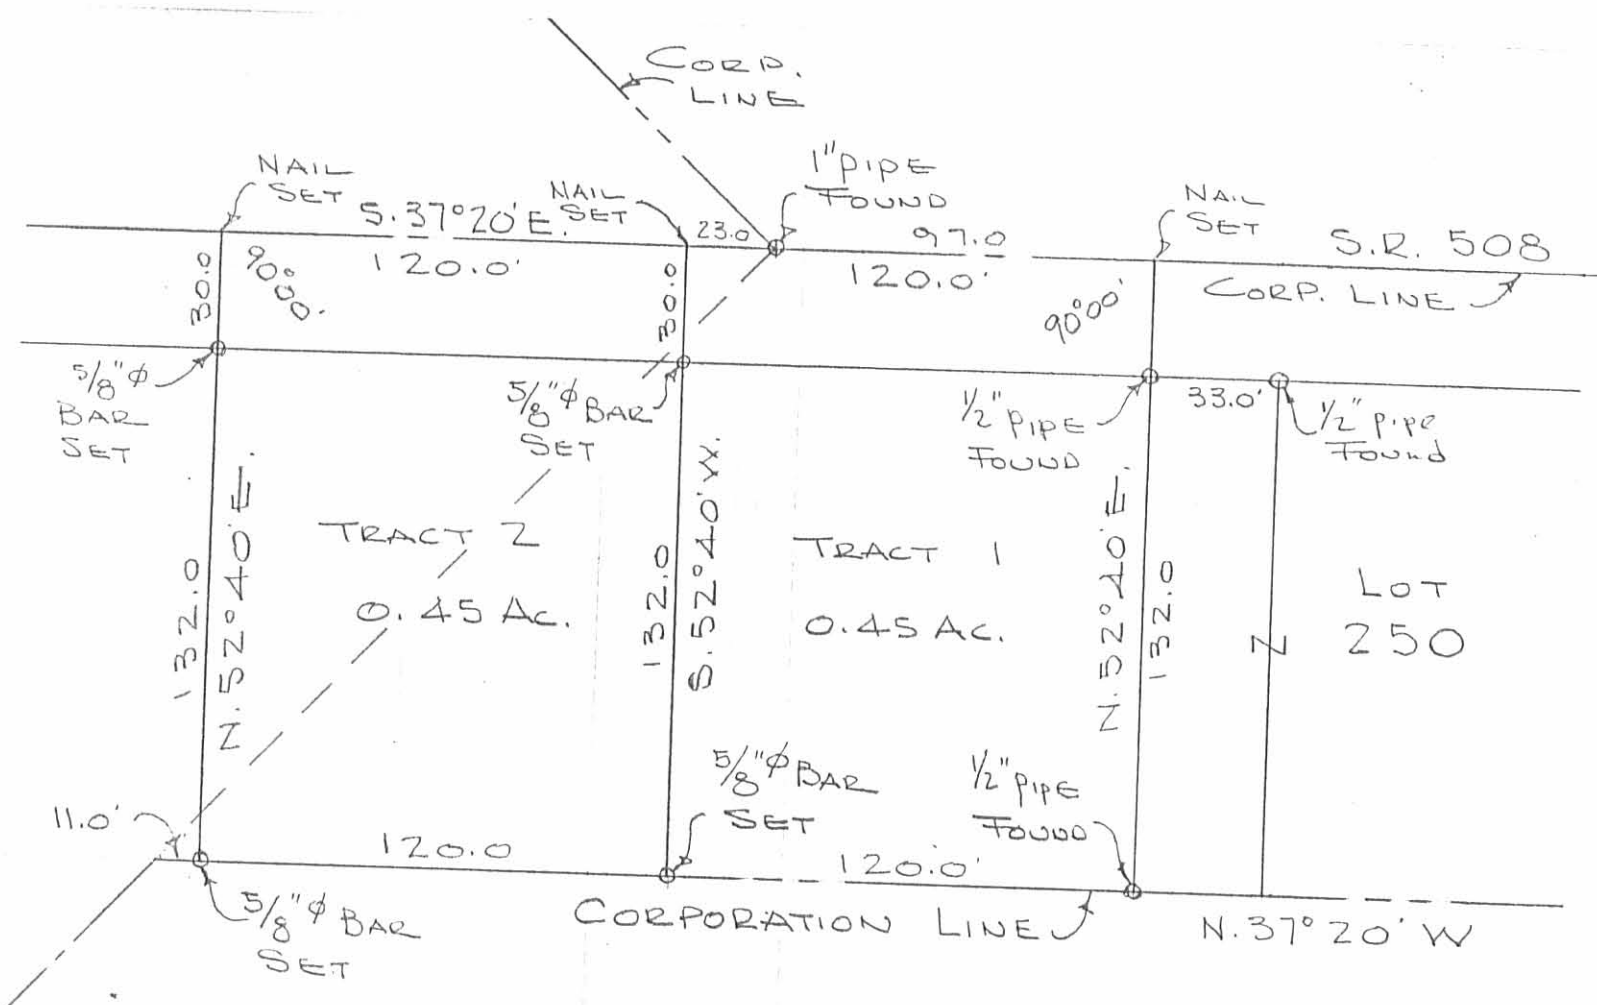 CORP.
LINE
NAIL
SET
S.37°20'E.
NAIL
SET
23.0
1" PIPE
FOUND
97.0
NAIL
SET
S.R. 508
120.0'
120.0'
CORP. LINE
30.0
90°00.
30.0
90°00'
5/8"φ
BAR
SET
5/8"φ BAR
SET
1/2" PIPE
FOUND
33.0'
1/2" Pipe
Found
TRACT 2
0.45 AC.
TRACT 1
0.45 AC.
LOT
250
132.0
N.52°40'E.
132.0
S.52°40'W.
N.52°40'E.
132.0
11.0'
120.0
5/8"φ BAR
SET
1/2" PIPE
FOUND
120.0'
5/8"φ BAR
SET
CORPORATION LINE
N.37°20'W